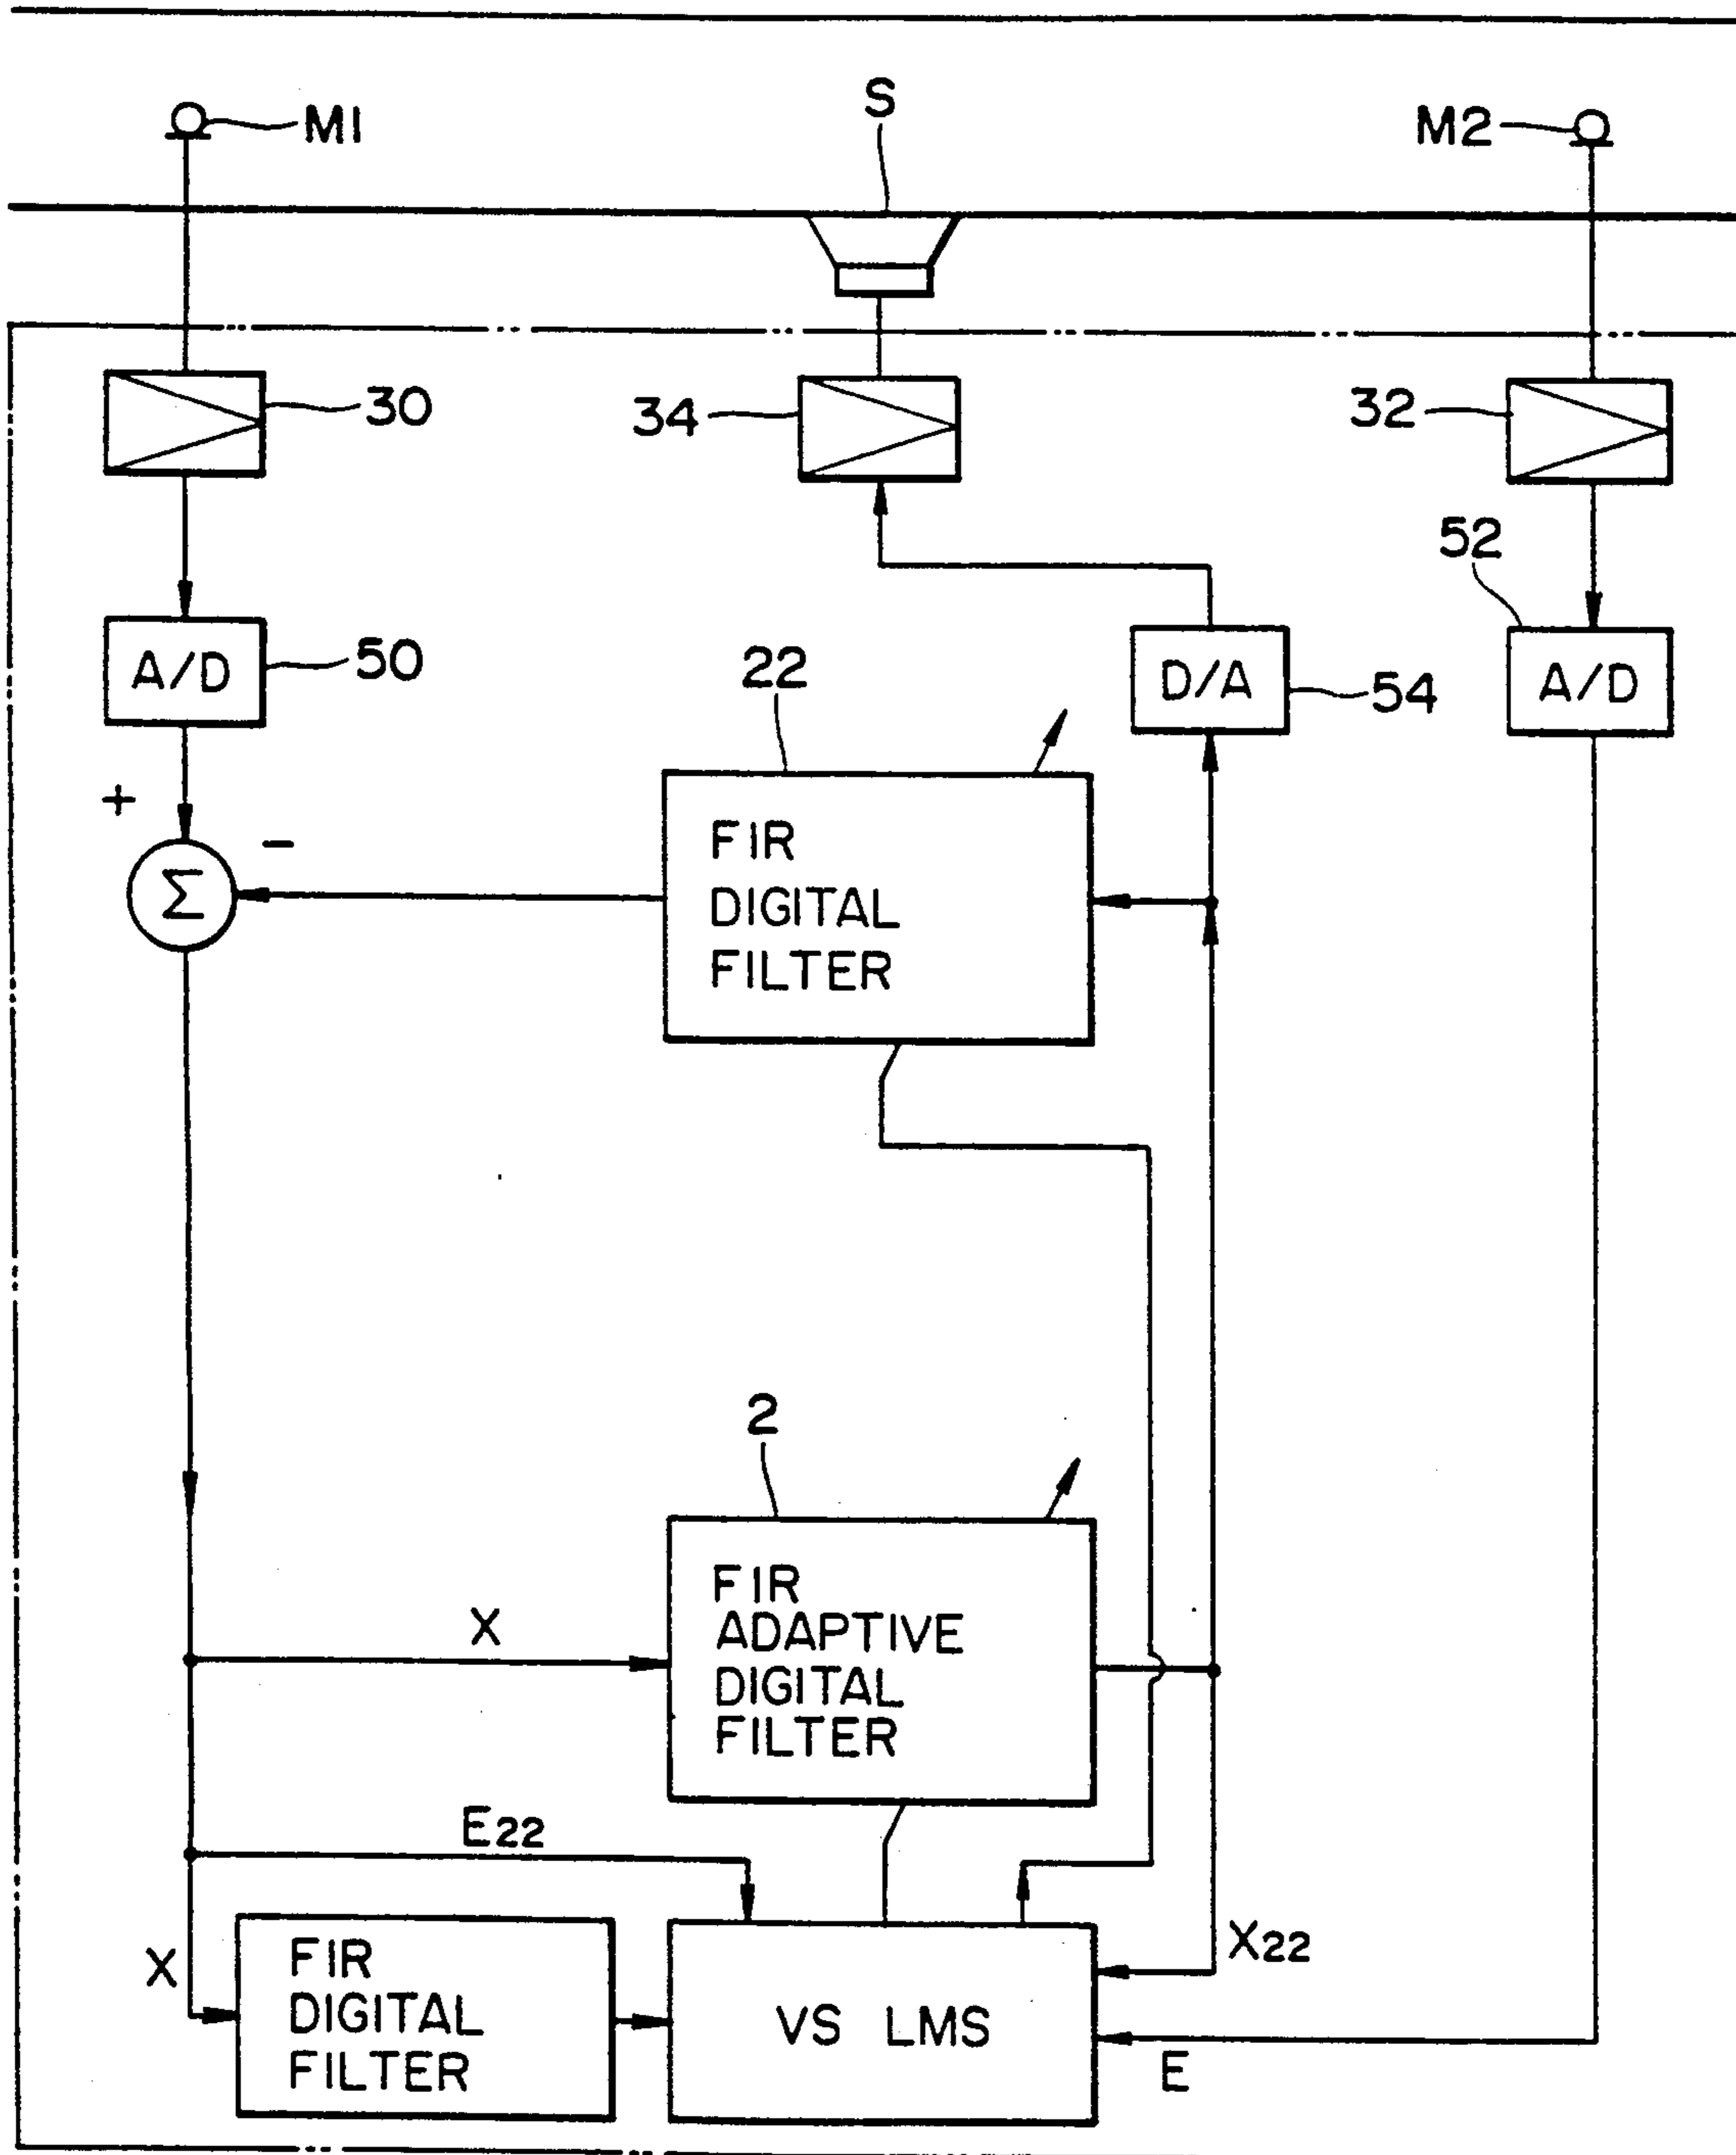 S
M1
M2
30
34
32
52
A/D
50
22
D/A
54
A/D
+
-
Σ
FIR
DIGITAL
FILTER
2
X
FIR
ADAPTIVE
DIGITAL
FILTER
E22
X
FIR
DIGITAL
FILTER
VS LMS
X22
E